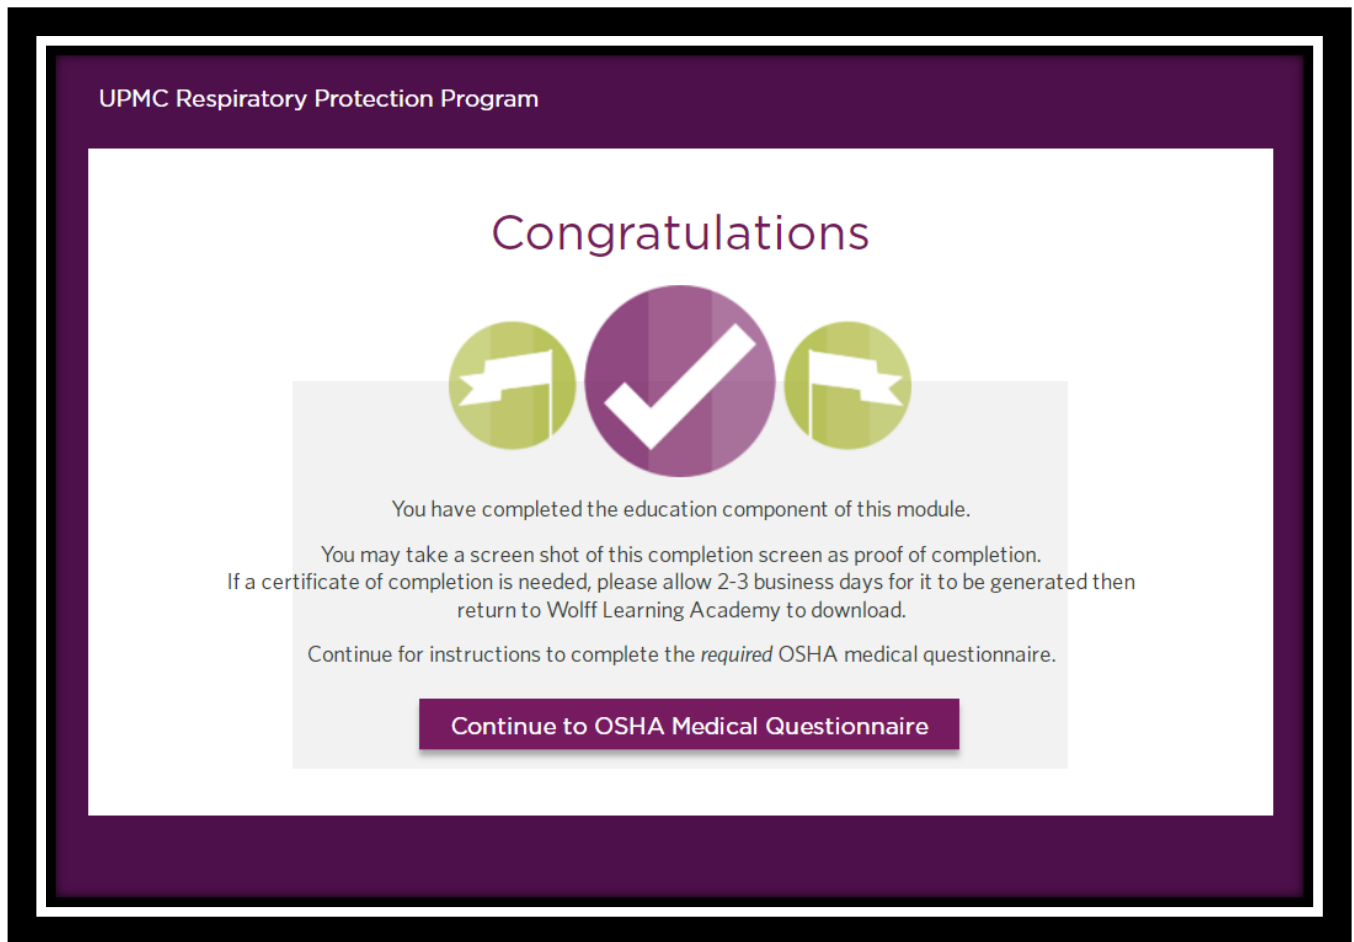 UPMC Respiratory Protection Program
Congratulations
You have completed the education component of this module.
You may take a screen shot of this completion screen as proof of completion.
If a certificate of completion is needed, please allow 2-3 business days for it to be generated then
return to Wolff Learning Academy to download.
Continue for instructions to complete the required OSHA medical questionnaire.
Continue to OSHA Medical Questionnaire